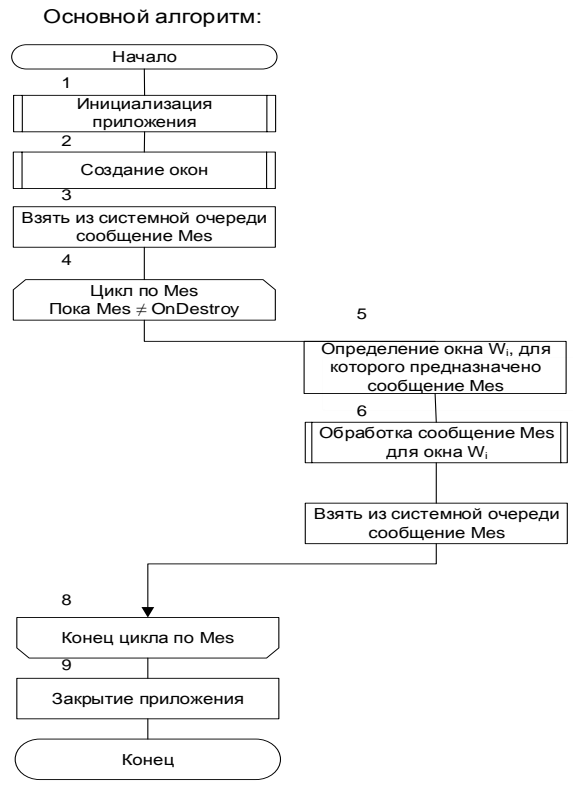 Основной алгоритм:
Начало
1
Инициализация
приложения
2
Создание окон
3
Взять из системной очереди
сообщение Mes
4
Цикл по Mes
Пока Mes ≠ OnDestroy
5
Определение окна Wᵢ, для
которого предназначено
сообщение Mes
6
Обработка сообщение Mes
для окна Wᵢ
Взять из системной очереди
сообщение Mes
8
Конец цикла по Mes
9
Закрытие приложения
Конец